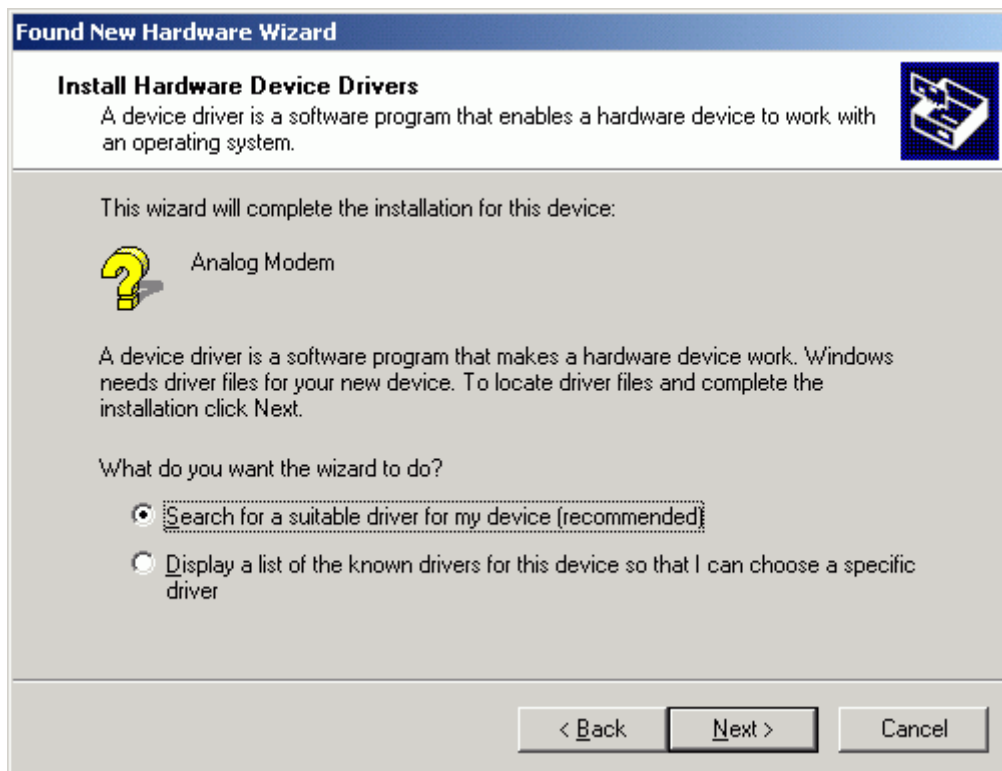 Found New Hardware Wizard
Install Hardware Device Drivers
A device driver is a software program that enables a hardware device to work with
an operating system.
This wizard will complete the installation for this device:
Analog Modem
A device driver is a software program that makes a hardware device work. Windows
needs driver files for your new device. To locate driver files and complete the
installation click Next.
What do you want the wizard to do?
Search for a suitable driver for my device (recommended)
Display a list of the known drivers for this device so that I can choose a specific
driver
< Back
Next >
Cancel